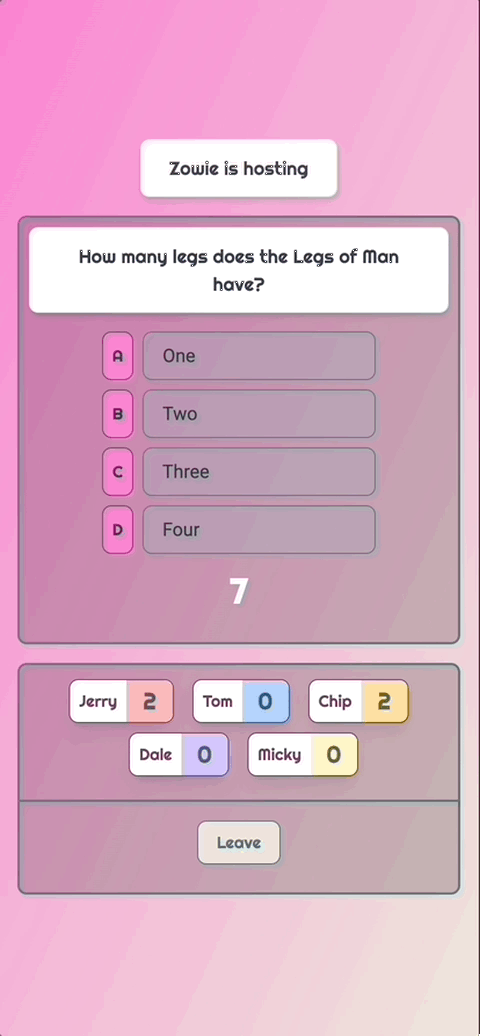 Zowie is hosting
How many legs does the Legs of Man
have?
A One
B Two
C Three
D Four
7
Jerry 2 Tom 0 Chip 2
Dale 0 Micky 0
Leave